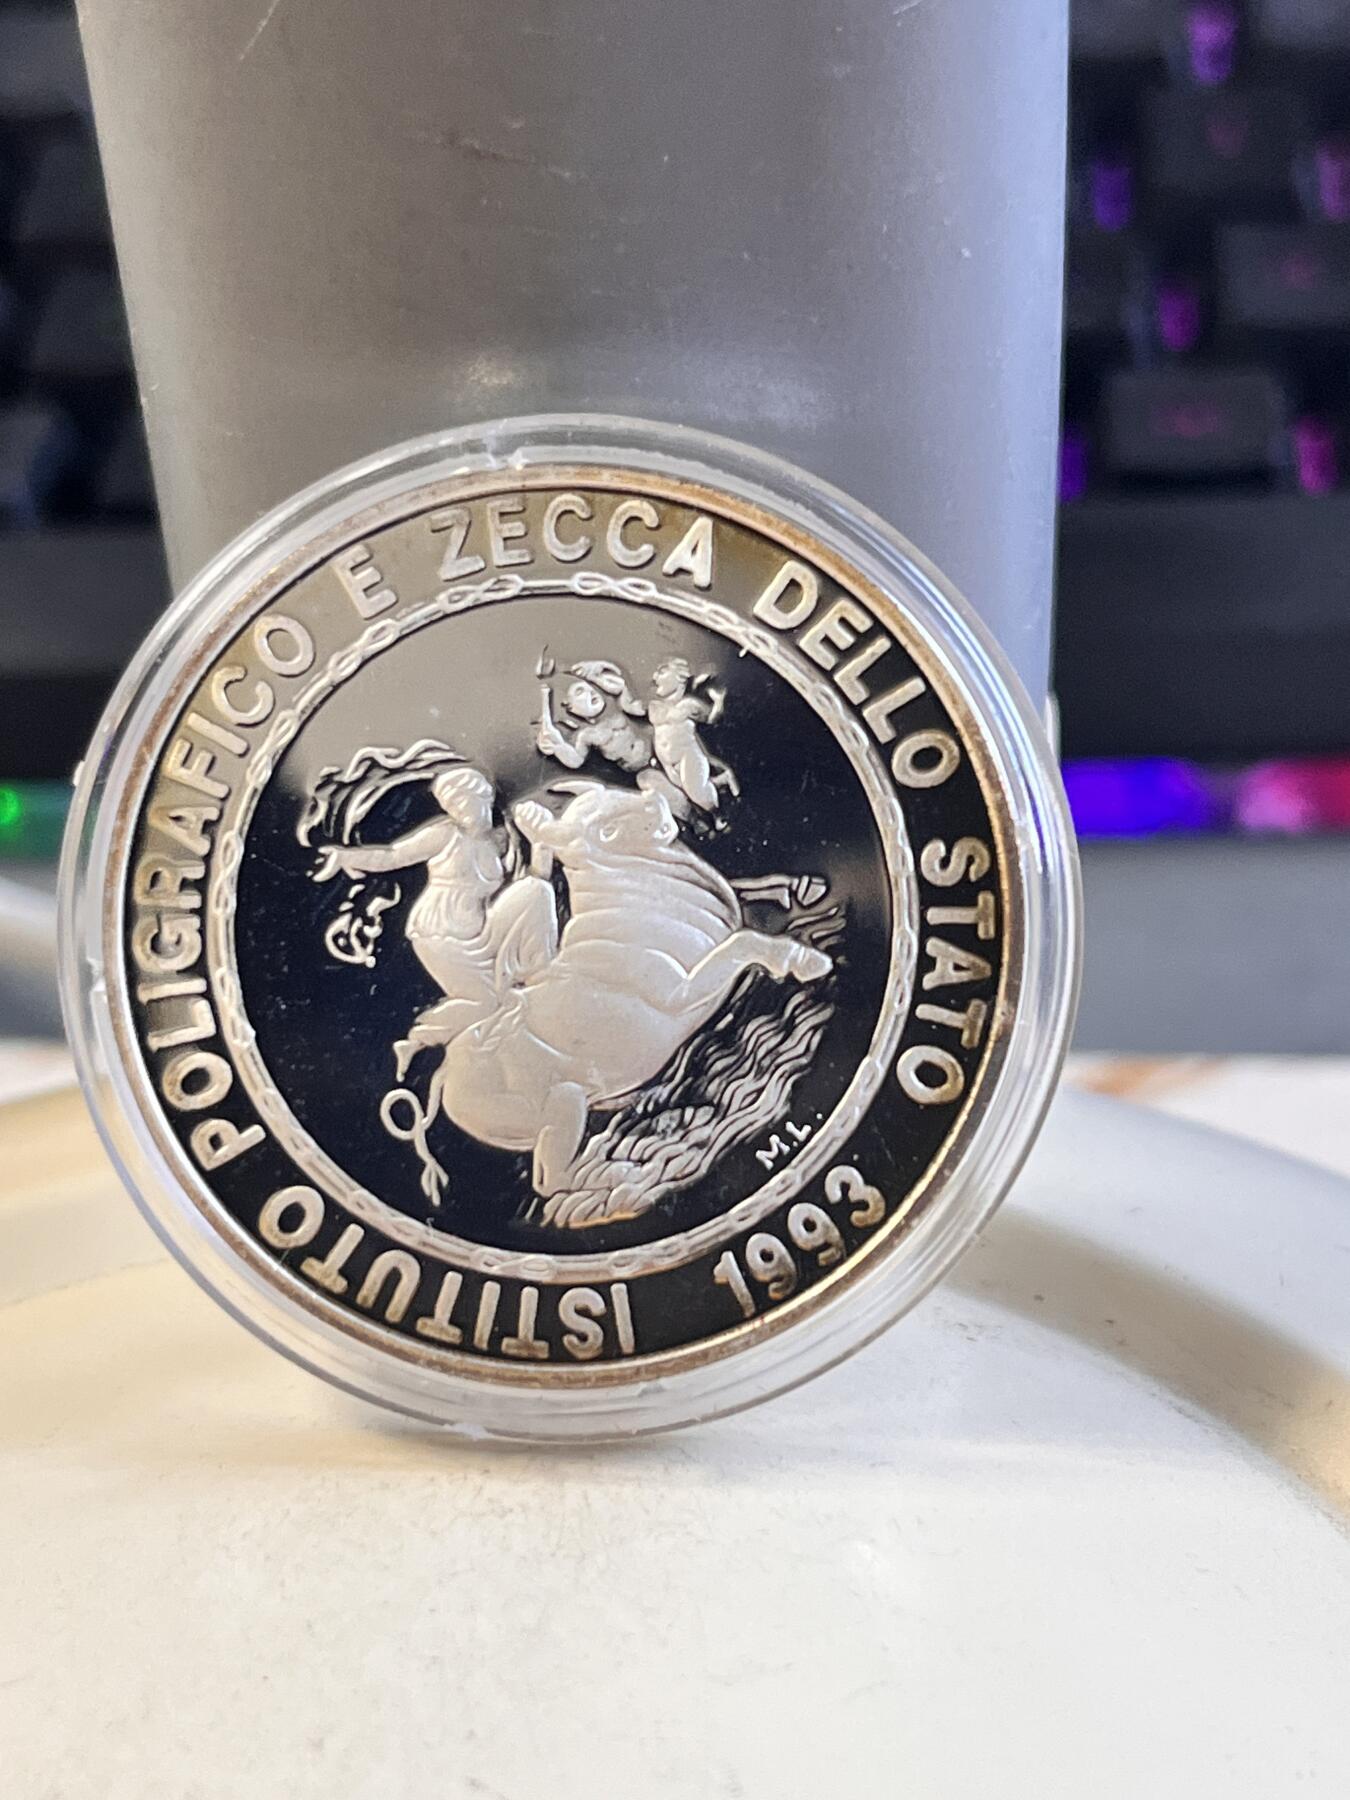 ISTITUTO POLIGRAFICO E ZECCA DELLO STATO 1993
M.L.